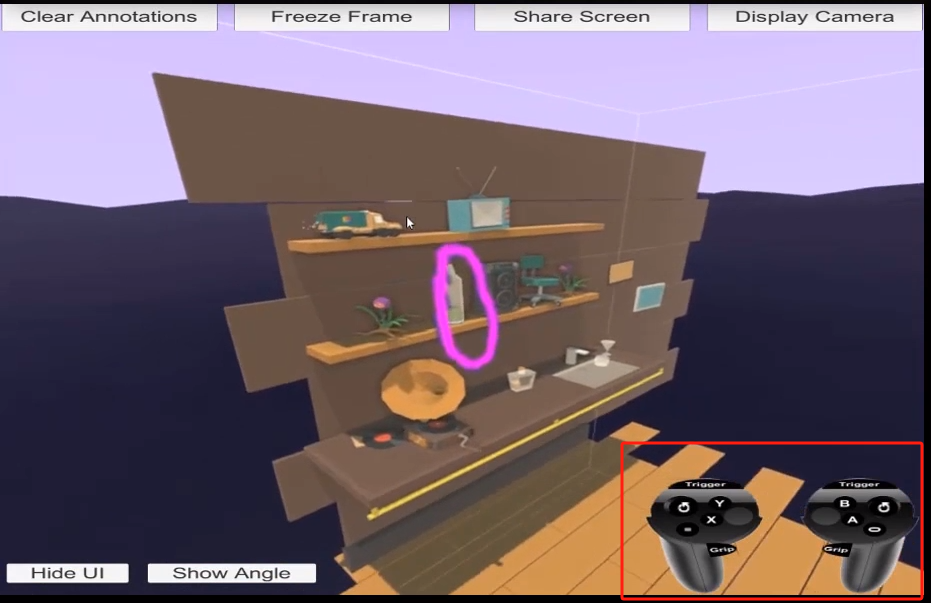 Clear Annotations
Freeze Frame
Share Screen
Display Camera
Trigger
Y
X
Grip
Trigger
B
A
Grip
Hide UI
Show Angle